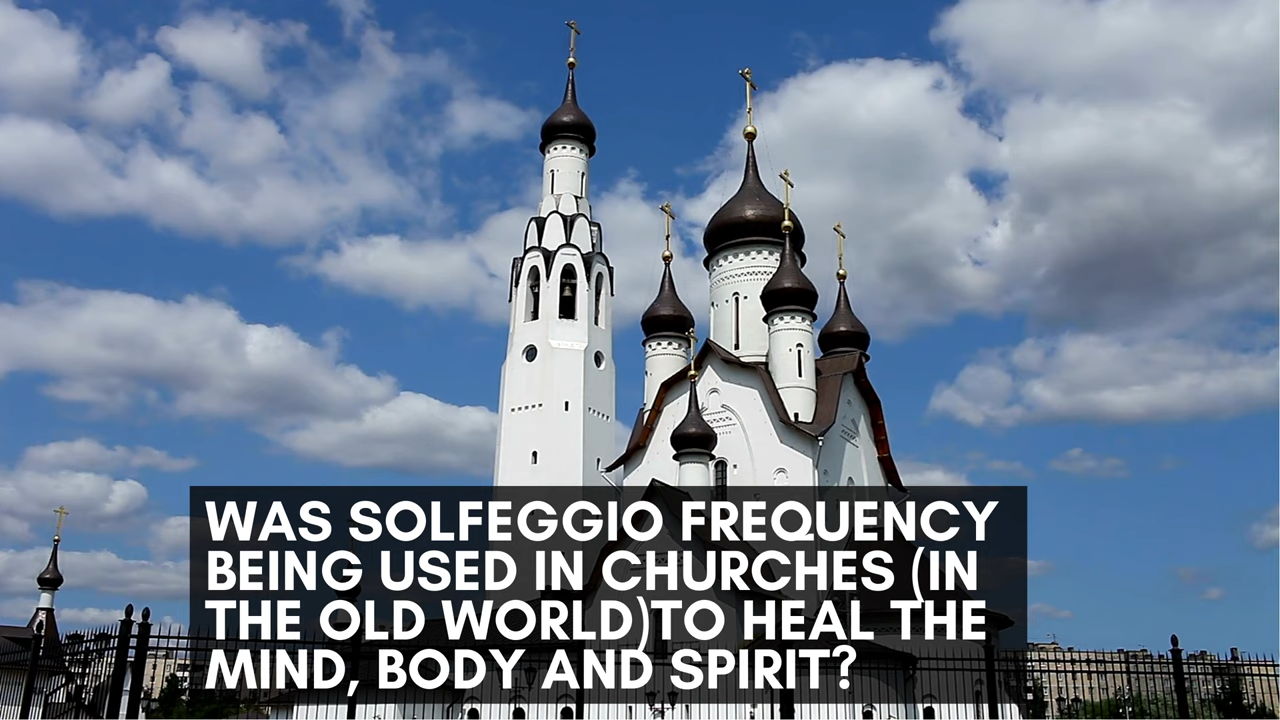 WAS SOLFEGGIO FREQUENCY
BEING USED IN CHURCHES (IN
THE OLD WORLD)TO HEAL THE
MIND, BODY AND SPIRIT?